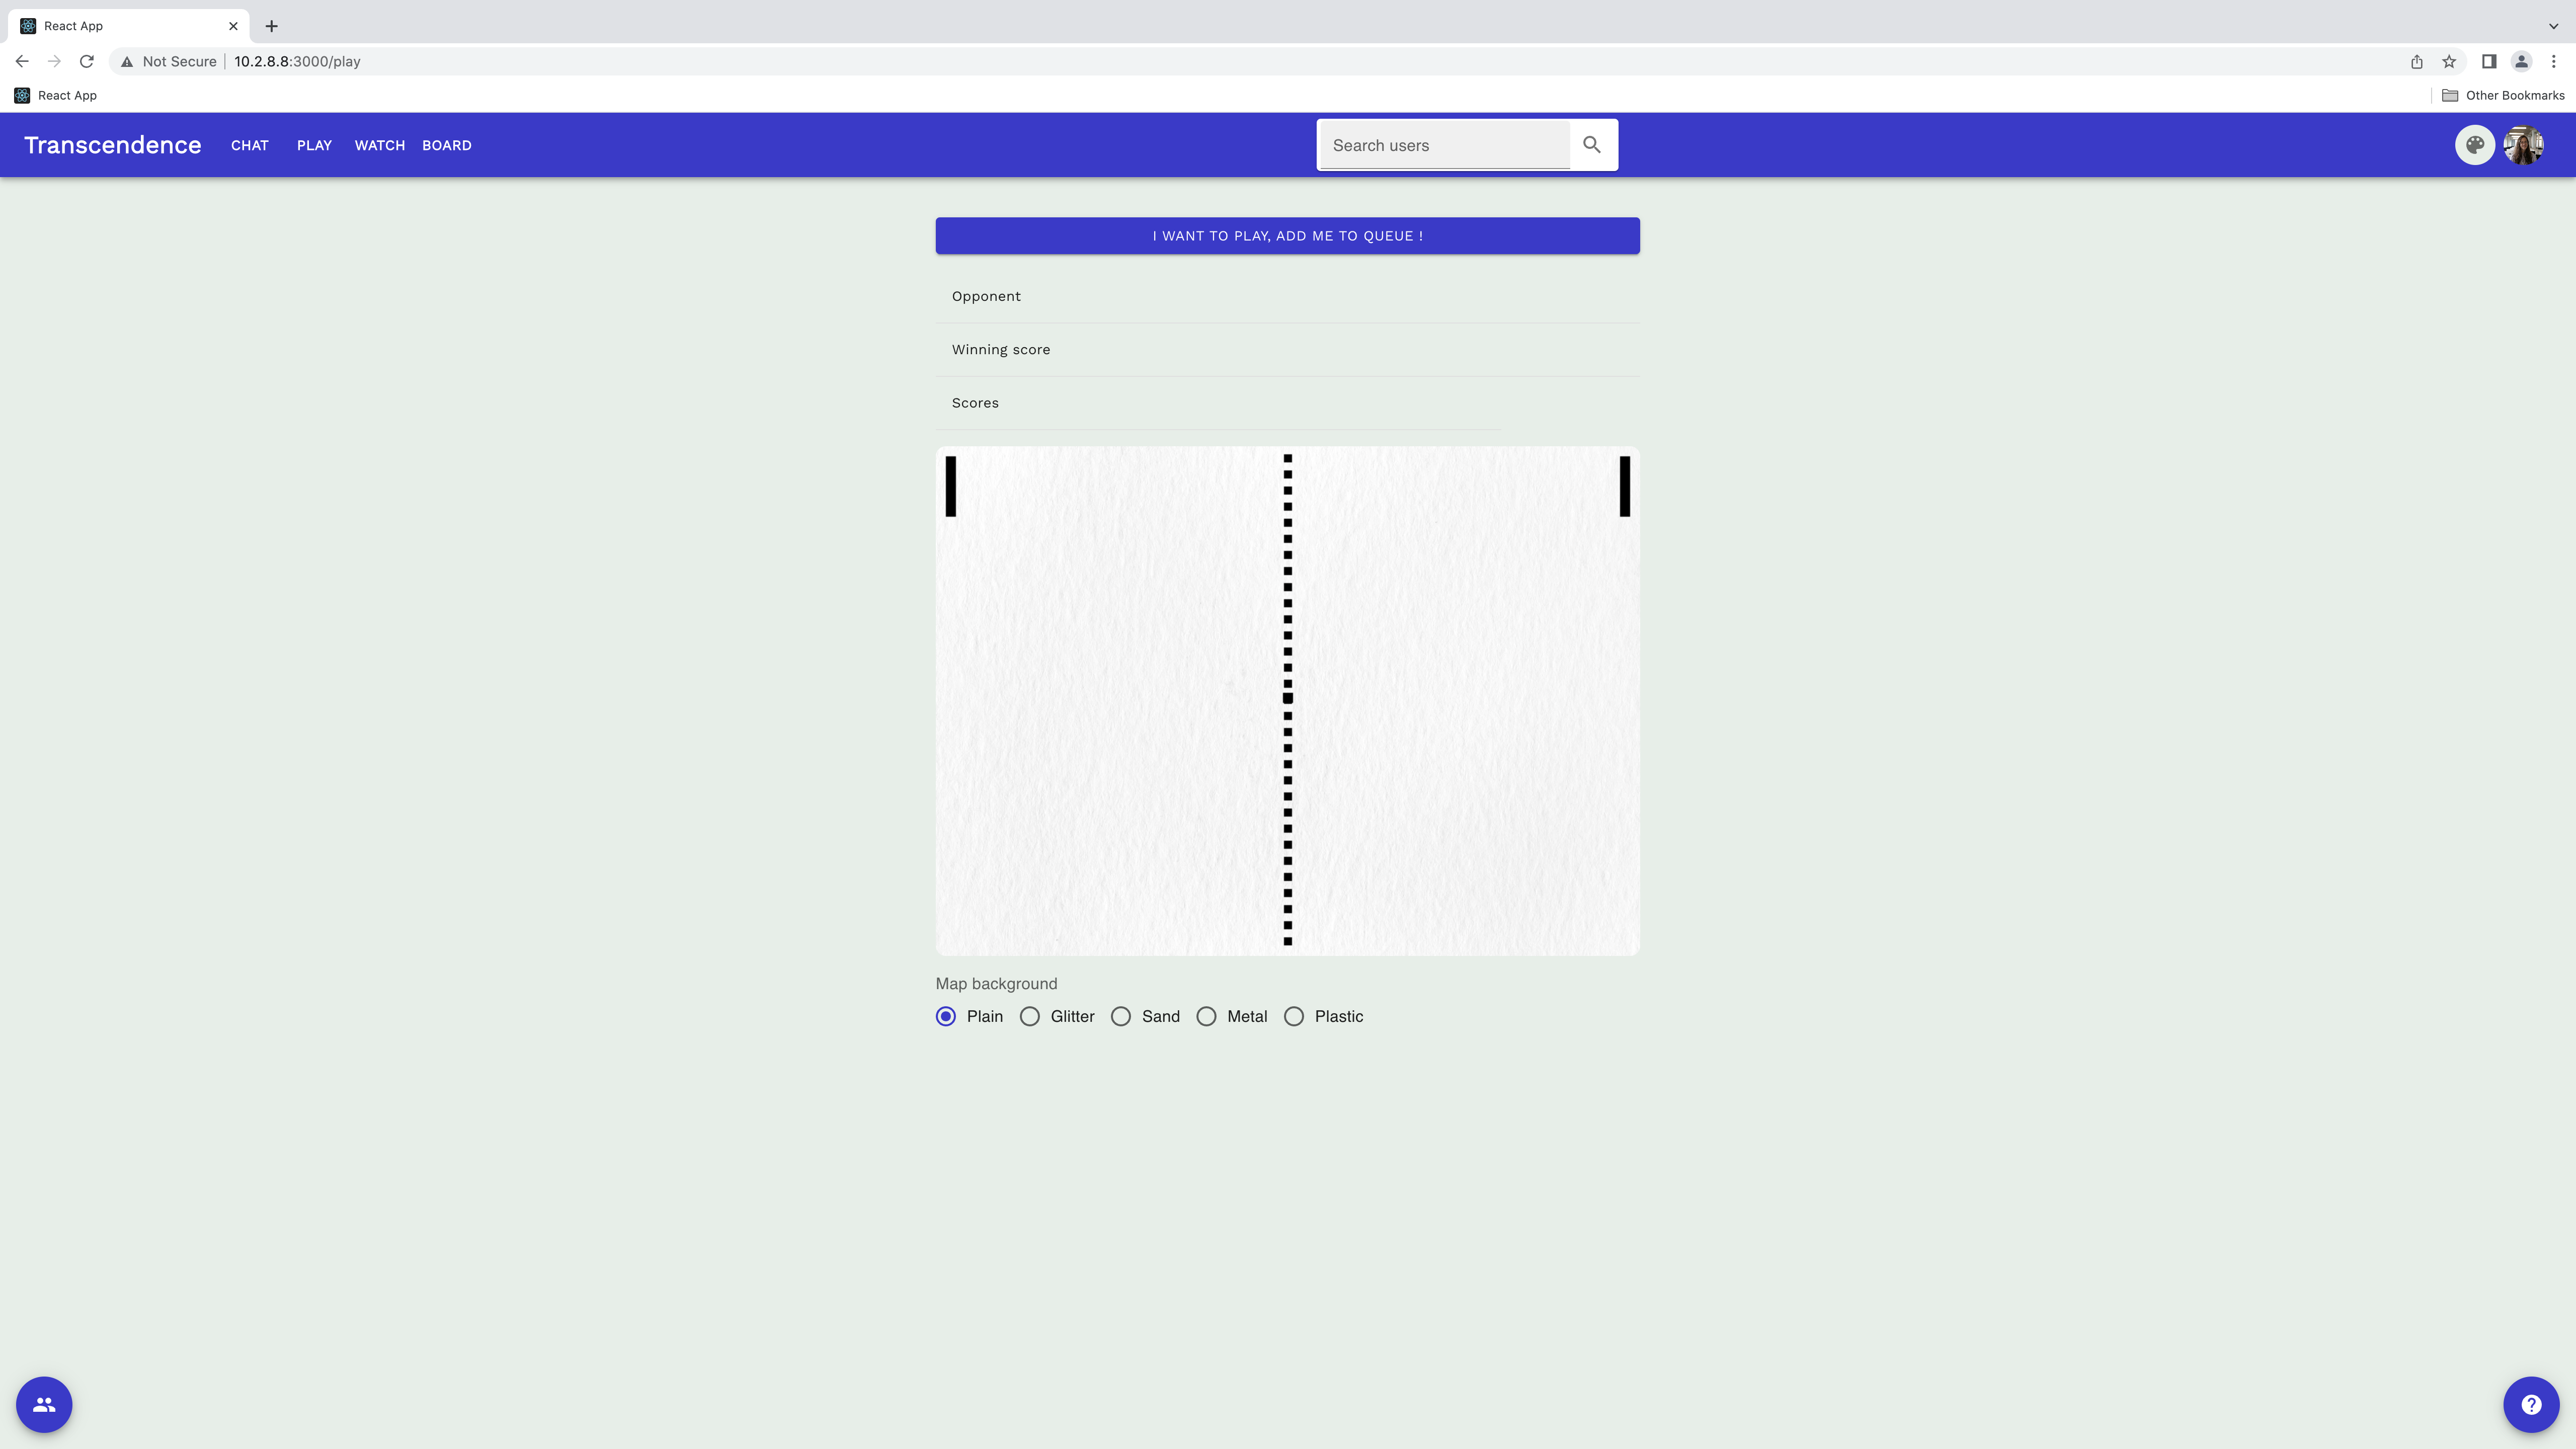 React App
Not Secure 10.2.8.8:3000/play
React App
Other Bookmarks
Transcendence CHAT PLAY WATCH BOARD Search users
I WANT TO PLAY, ADD ME TO QUEUE !
Opponent
Winning score
Scores
Map background
Plain Glitter Sand Metal Plastic